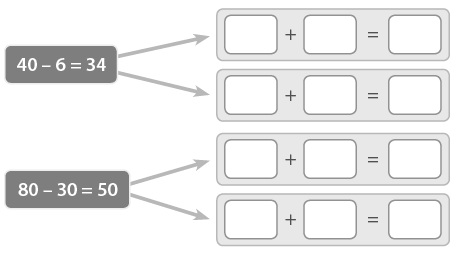 + =
40 – 6 = 34
+ =
+ =
80 – 30 = 50
+ =